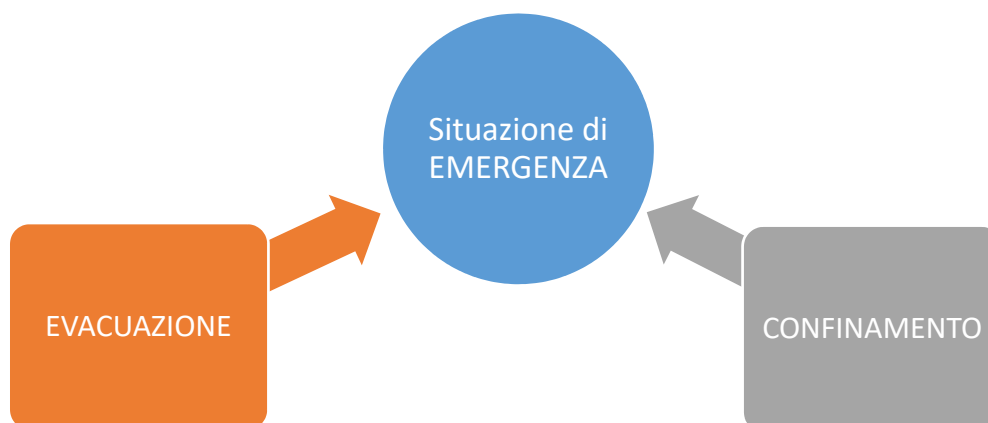 Situazione di
EMERGENZA
EVACUAZIONE
CONFINAMENTO